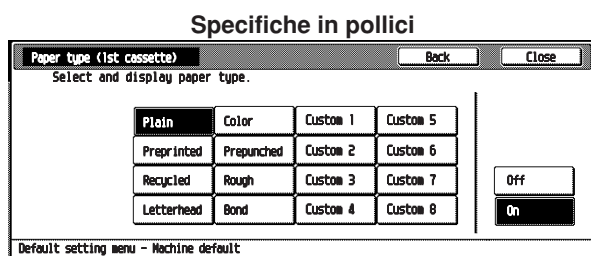 Specifiche in pollici
Paper type (1st cassette) Back Close
Select and display paper type.
Plain Color Custom 1 Custom 5
Preprinted Prepunched Custom 2 Custom 6
Recycled Rough Custom 3 Custom 7 Off
Letterhead Bond Custom 4 Custom 8 On
Default setting menu - Machine default